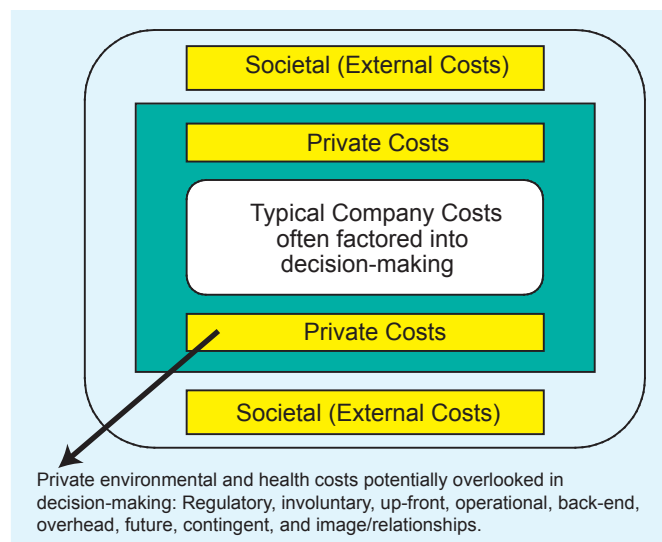 Societal (External Costs)
Private Costs
Typical Company Costs
often factored into
decision-making
Private Costs
Societal (External Costs)
Private environmental and health costs potentially overlooked in
decision-making: Regulatory, involuntary, up-front, operational, back-end,
overhead, future, contingent, and image/relationships.